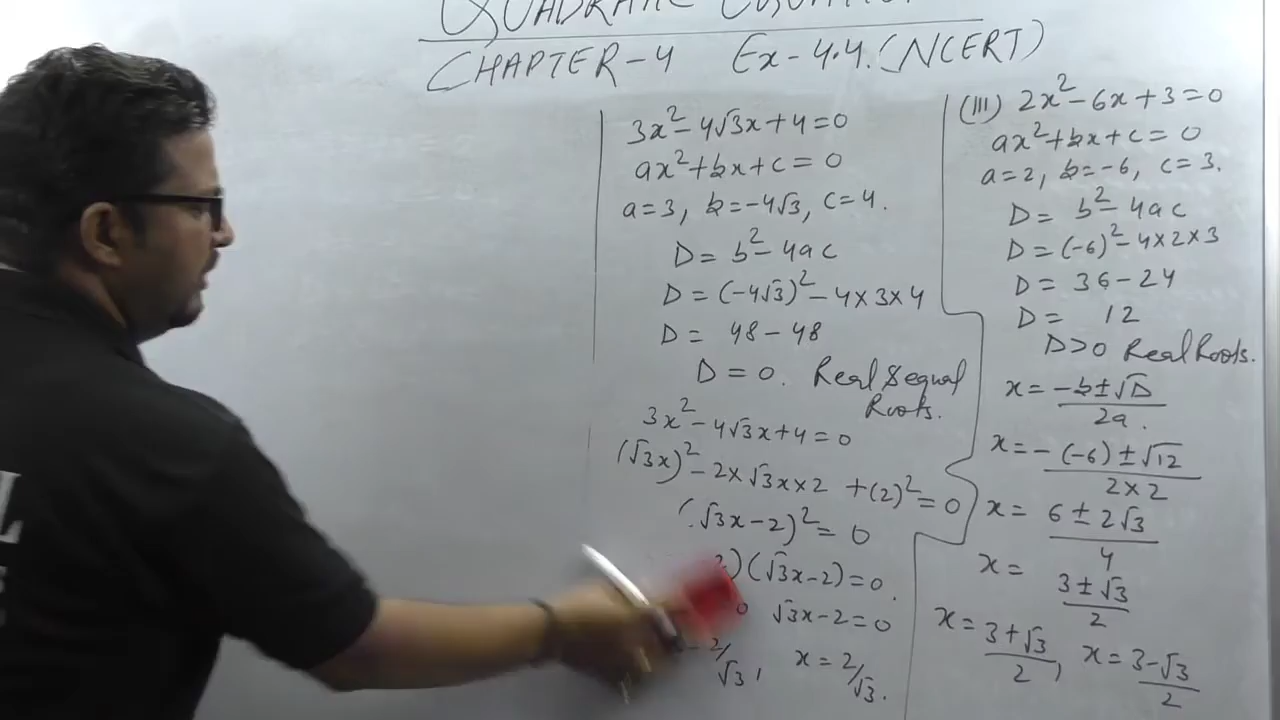 QUADRATIC EQUATION
CHAPTER-4 Ex-4.4. (NCERT)
3x²-4√3x+4=0
ax²+bx+c=0
a=3, b=-4√3, c=4.
D= b²-4ac
D=(-4√3)²-4×3×4
D= 48-48
D=0. Real & equal
Roots.
3x²-4√3x+4=0
(√3x)²-2×√3x×2 +(2)²=0
(√3x-2)²=0
2)(√3x-2)=0.
0 √3x-2=0
2/√3, x=2/√3.
(III) 2x²-6x+3=0
ax²+bx+c=0
a=2, b=-6, c=3.
D= b²-4ac
D=(-6)²-4×2×3
D= 36-24
D= 12
D>0 Real Roots.
x=-b±√D/2a.
x=-(-6)±√12/2×2
x= 6±2√3/4
x= 3±√3/2
x=3+√3/2, x=3-√3/2